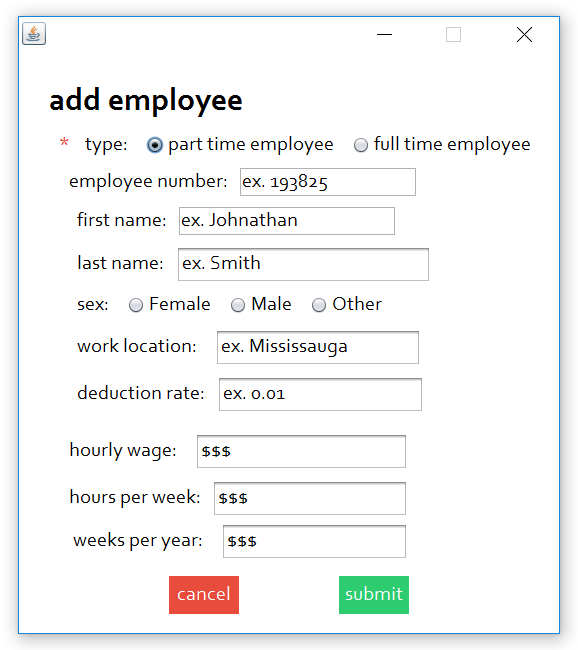 add employee
* type: part time employee full time employee
employee number: ex. 193825
first name: ex. Johnathan
last name: ex. Smith
sex: Female Male Other
work location: ex. Mississauga
deduction rate: ex. 0.01
hourly wage: $$$
hours per week: $$$
weeks per year: $$$
cancel submit